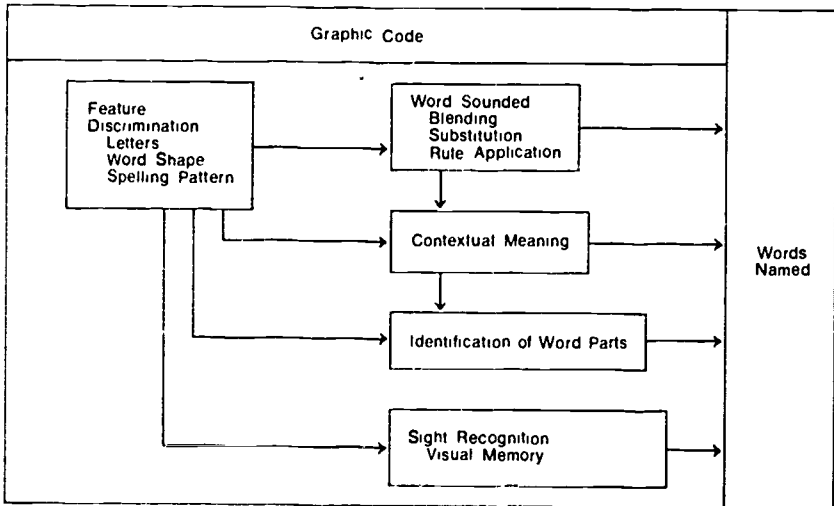 Graphic Code
Feature
Discrimination
Letters
Word Shape
Spelling Pattern
Word Sounded
Blending
Substitution
Rule Application
Contextual Meaning
Identification of Word Parts
Sight Recognition
Visual Memory
Words
Named